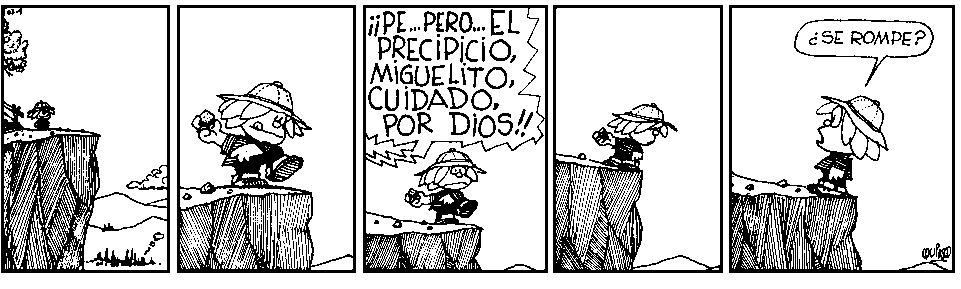 ¡¡PE...PERO...EL
PRECIPICIO,
MIGUELITO,
CUIDADO,
POR DIOS!!
¿SE ROMPE?
QUINO